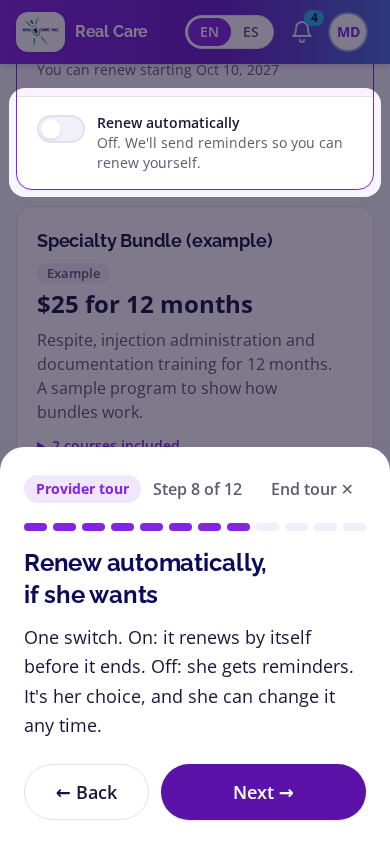 Real Care
EN
ES
4
MD
You can renew starting Oct 10, 2027
Renew automatically
Off. We'll send reminders so you can
renew yourself.
Specialty Bundle (example)
Example
$25 for 12 months
Respite, injection administration and
documentation training for 12 months.
A sample program to show how
bundles work.
▶ 2 courses included
Provider tour
Step 8 of 12
End tour ×
Renew automatically,
if she wants
One switch. On: it renews by itself
before it ends. Off: she gets reminders.
It's her choice, and she can change it
any time.
← Back
Next →